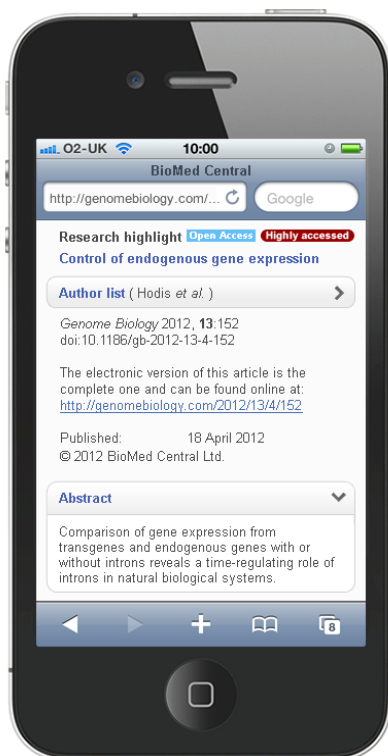 O2-UK 10:00
BioMed Central
http://genomebiology.com/... Google
Research highlight Open Access Highly accessed
Control of endogenous gene expression
Author list ( Hodis et al. )
Genome Biology 2012, 13:152
doi:10.1186/gb-2012-13-4-152
The electronic version of this article is the
complete one and can be found online at:
http://genomebiology.com/2012/13/4/152
Published: 18 April 2012
© 2012 BioMed Central Ltd.
Abstract
Comparison of gene expression from
transgenes and endogenous genes with or
without introns reveals a time-regulating role of
introns in natural biological systems.
8